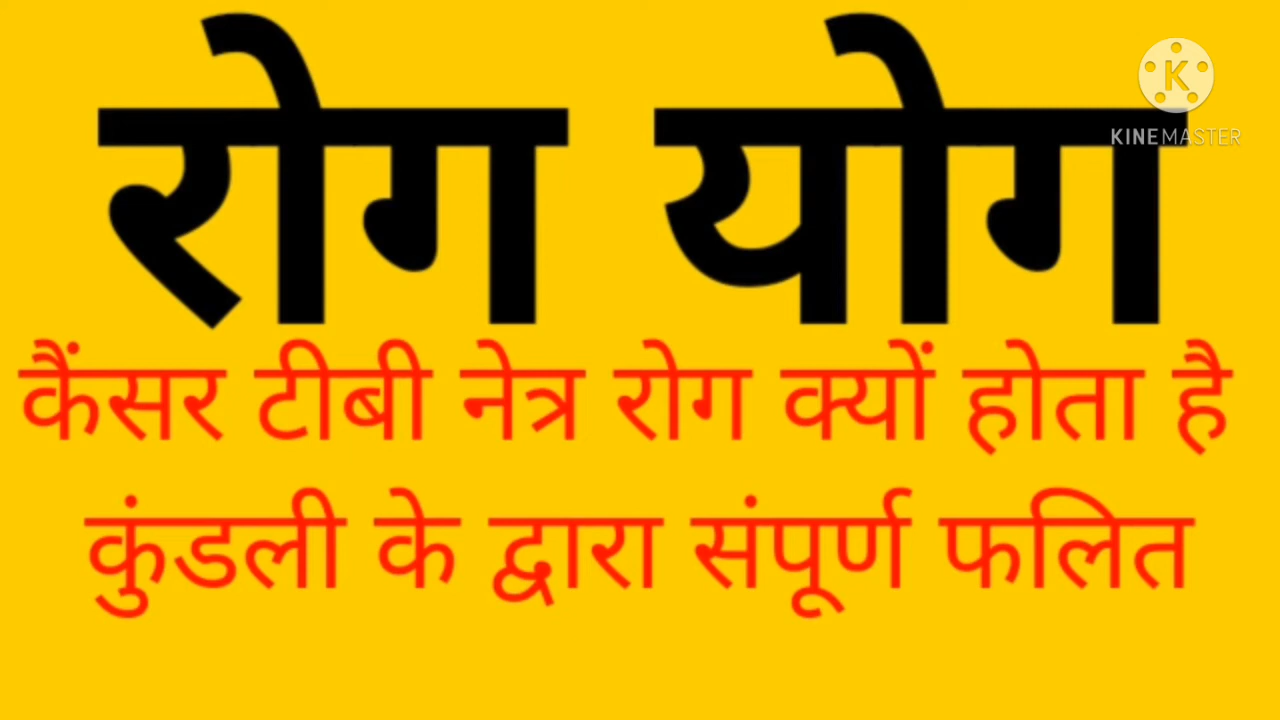 रोग योग
KINEMASTER
कैंसर टीबी नेत्र रोग क्यों होता है
कुंडली के द्वारा संपूर्ण फलित